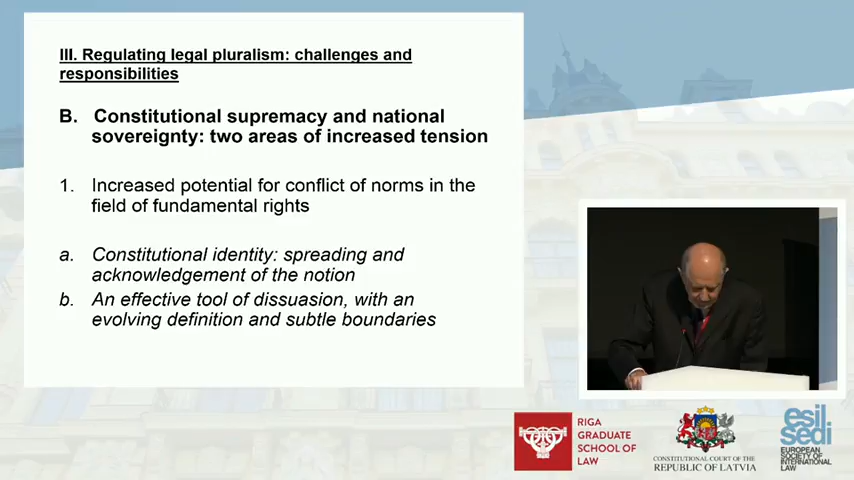 III. Regulating legal pluralism: challenges and
responsibilities
B. Constitutional supremacy and national
sovereignty: two areas of increased tension
1. Increased potential for conflict of norms in the
field of fundamental rights
a. Constitutional identity: spreading and
acknowledgement of the notion
b. An effective tool of dissuasion, with an
evolving definition and subtle boundaries
RIGA
GRADUATE
SCHOOL OF
LAW
CONSTITUTIONAL COURT OF THE
REPUBLIC OF LATVIA
esil
sedi
EUROPEAN
SOCIETY OF
INTERNATIONAL
LAW